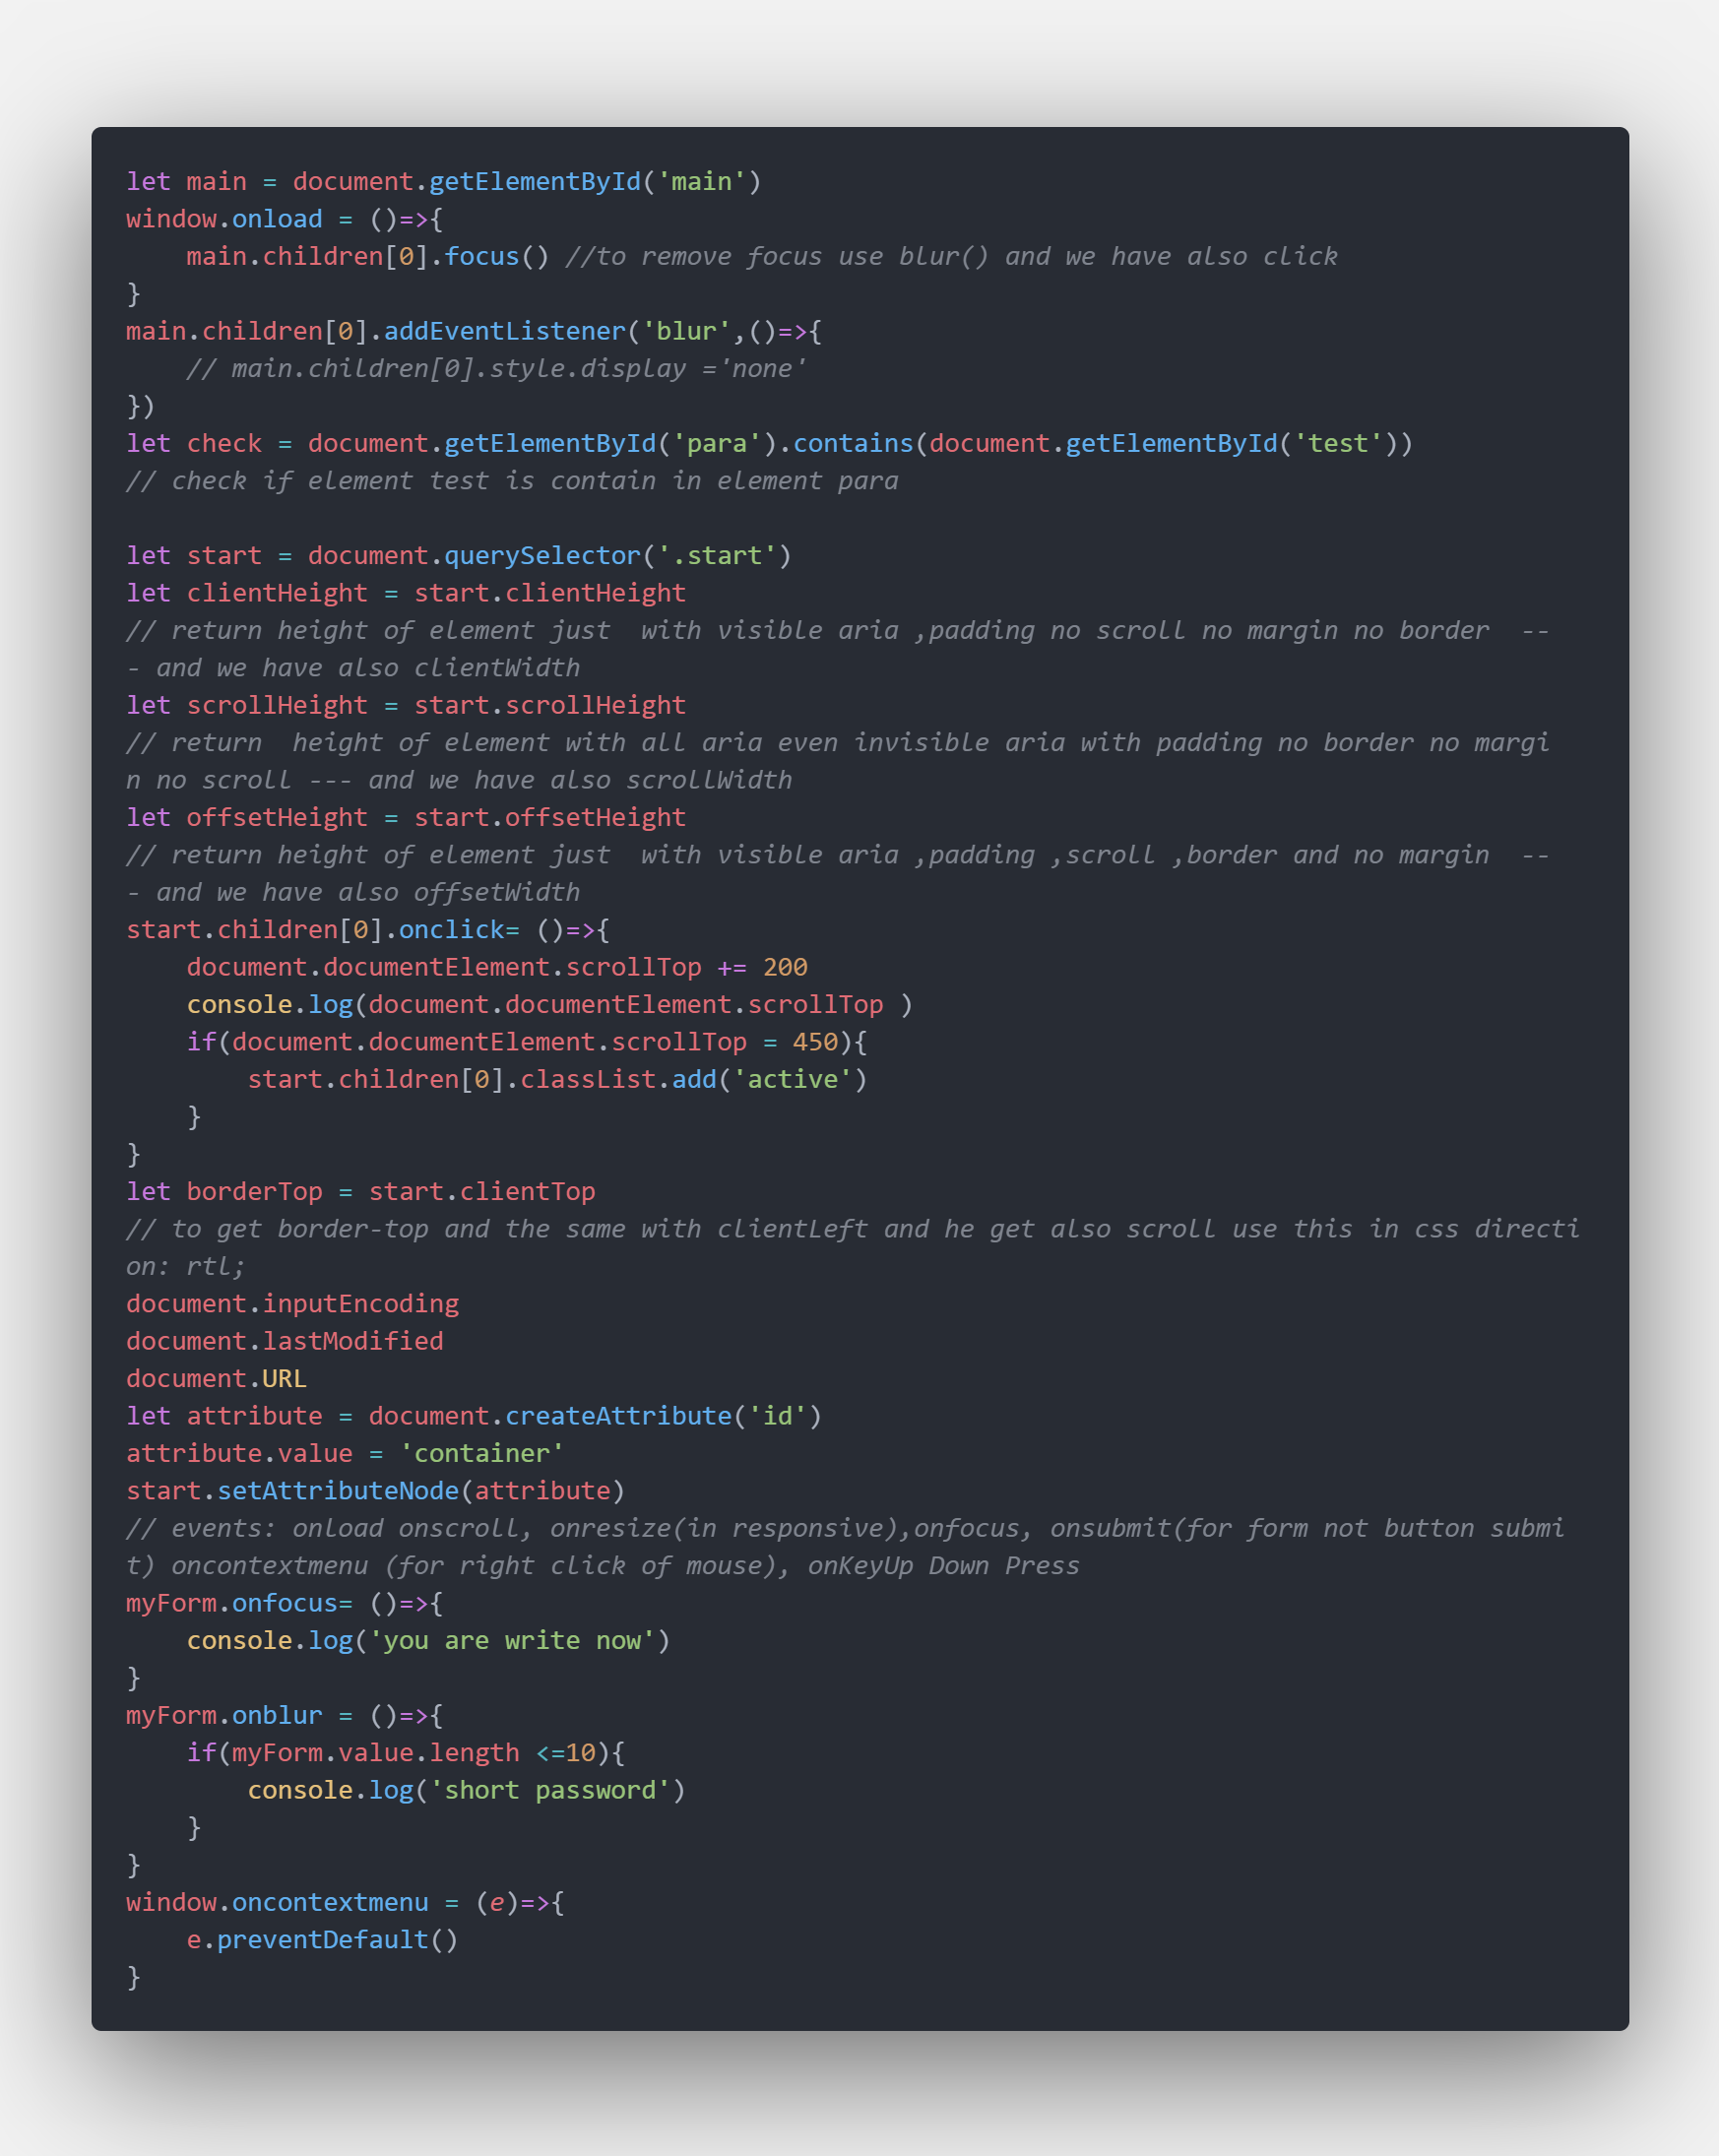 let main = document.getElementById('main')
window.onload = ()=>{
    main.children[0].focus() //to remove focus use blur() and we have also click
}
main.children[0].addEventListener('blur',()=>{
    // main.children[0].style.display ='none'
})
let check = document.getElementById('para').contains(document.getElementById('test'))
// check if element test is contain in element para

let start = document.querySelector('.start')
let clientHeight = start.clientHeight
// return height of element just  with visible aria ,padding no scroll no margin no border  --
- and we have also clientWidth
let scrollHeight = start.scrollHeight
// return  height of element with all aria even invisible aria with padding no border no margi
n no scroll --- and we have also scrollWidth
let offsetHeight = start.offsetHeight
// return height of element just  with visible aria ,padding ,scroll ,border and no margin  --
- and we have also offsetWidth
start.children[0].onclick= ()=>{
    document.documentElement.scrollTop += 200
    console.log(document.documentElement.scrollTop )
    if(document.documentElement.scrollTop = 450){
        start.children[0].classList.add('active')
    }
}
let borderTop = start.clientTop
// to get border-top and the same with clientLeft and he get also scroll use this in css directi
on: rtl;
document.inputEncoding
document.lastModified
document.URL
let attribute = document.createAttribute('id')
attribute.value = 'container'
start.setAttributeNode(attribute)
// events: onload onscroll, onresize(in responsive),onfocus, onsubmit(for form not button submi
t) oncontextmenu (for right click of mouse), onKeyUp Down Press
myForm.onfocus= ()=>{
    console.log('you are write now')
}
myForm.onblur = ()=>{
    if(myForm.value.length <=10){
        console.log('short password')
    }
}
window.oncontextmenu = (e)=>{
    e.preventDefault()
}